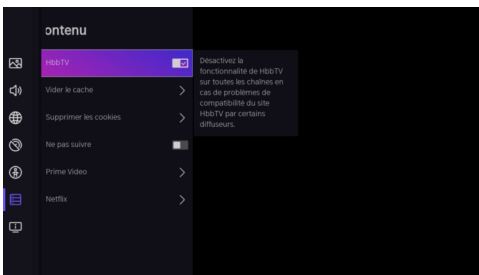 ontenu
HbbTV
Désactivez la
fonctionnalité de HbbTV
sur toutes les chaînes en
cas de problèmes de
compatibilité du site
HbbTV par certains
diffuseurs.
Vider le cache
Supprimer les cookies
Ne pas suivre
Prime Video
Netflix